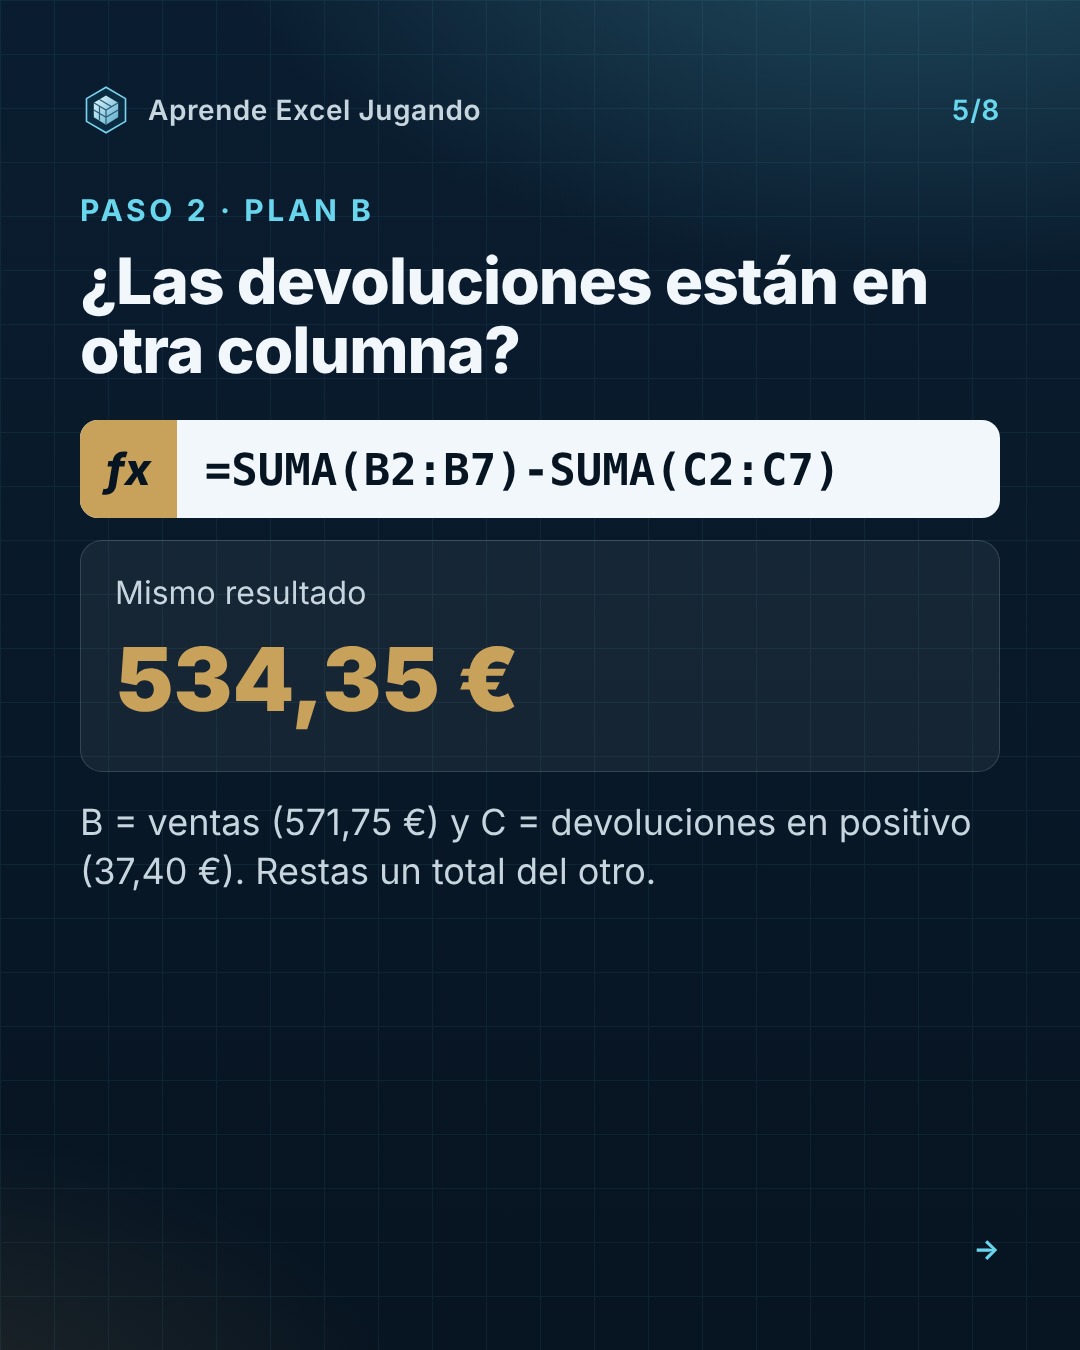 Aprende Excel Jugando
5/8
PASO 2 · PLAN B
¿Las devoluciones están en
otra columna?
fx =SUMA(B2:B7)-SUMA(C2:C7)
Mismo resultado
534,35 €
B = ventas (571,75 €) y C = devoluciones en positivo
(37,40 €). Restas un total del otro.
→